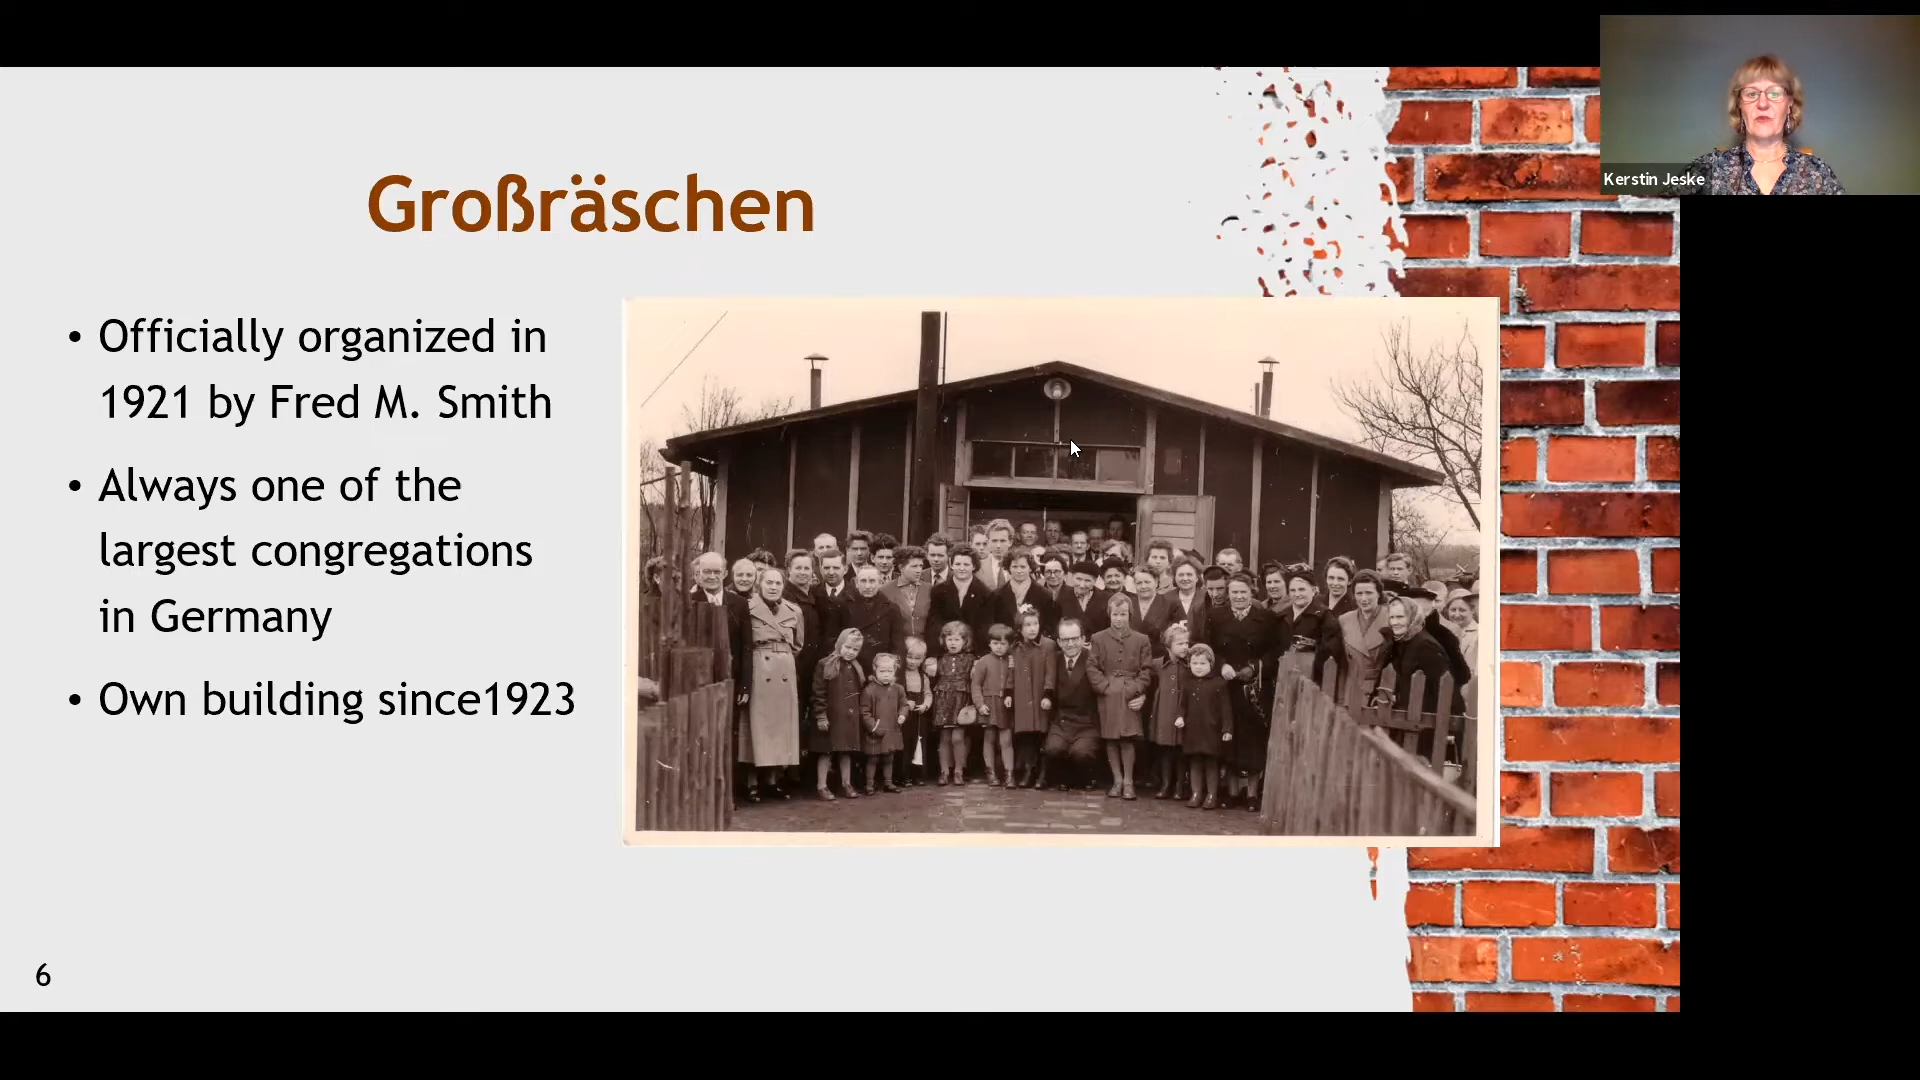 Großräschen
• Officially organized in
1921 by Fred M. Smith
• Always one of the
largest congregations
in Germany
• Own building since1923
6
Kerstin Jeske